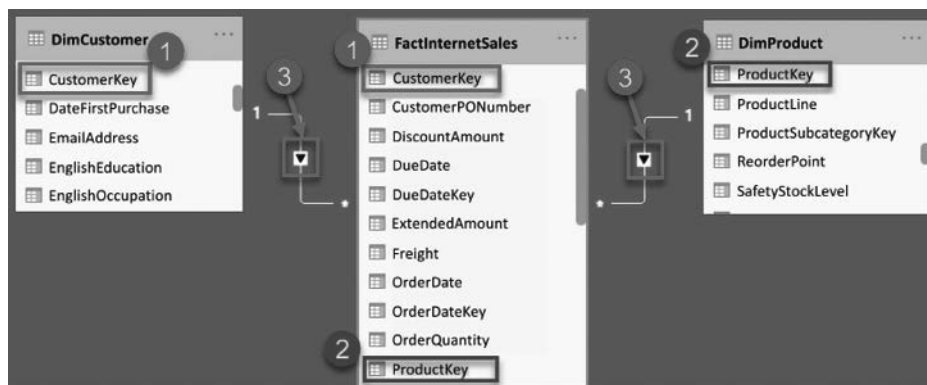 DimCustomer
1
CustomerKey
DateFirstPurchase
EmailAddress
EnglishEducation
EnglishOccupation
3
1
*
1
FactInternetSales
CustomerKey
CustomerPONumber
DiscountAmount
DueDate
DueDateKey
ExtendedAmount
Freight
OrderDate
OrderDateKey
OrderQuantity
2
ProductKey
3
1
*
2
DimProduct
ProductKey
ProductLine
ProductSubcategoryKey
ReorderPoint
SafetyStockLevel